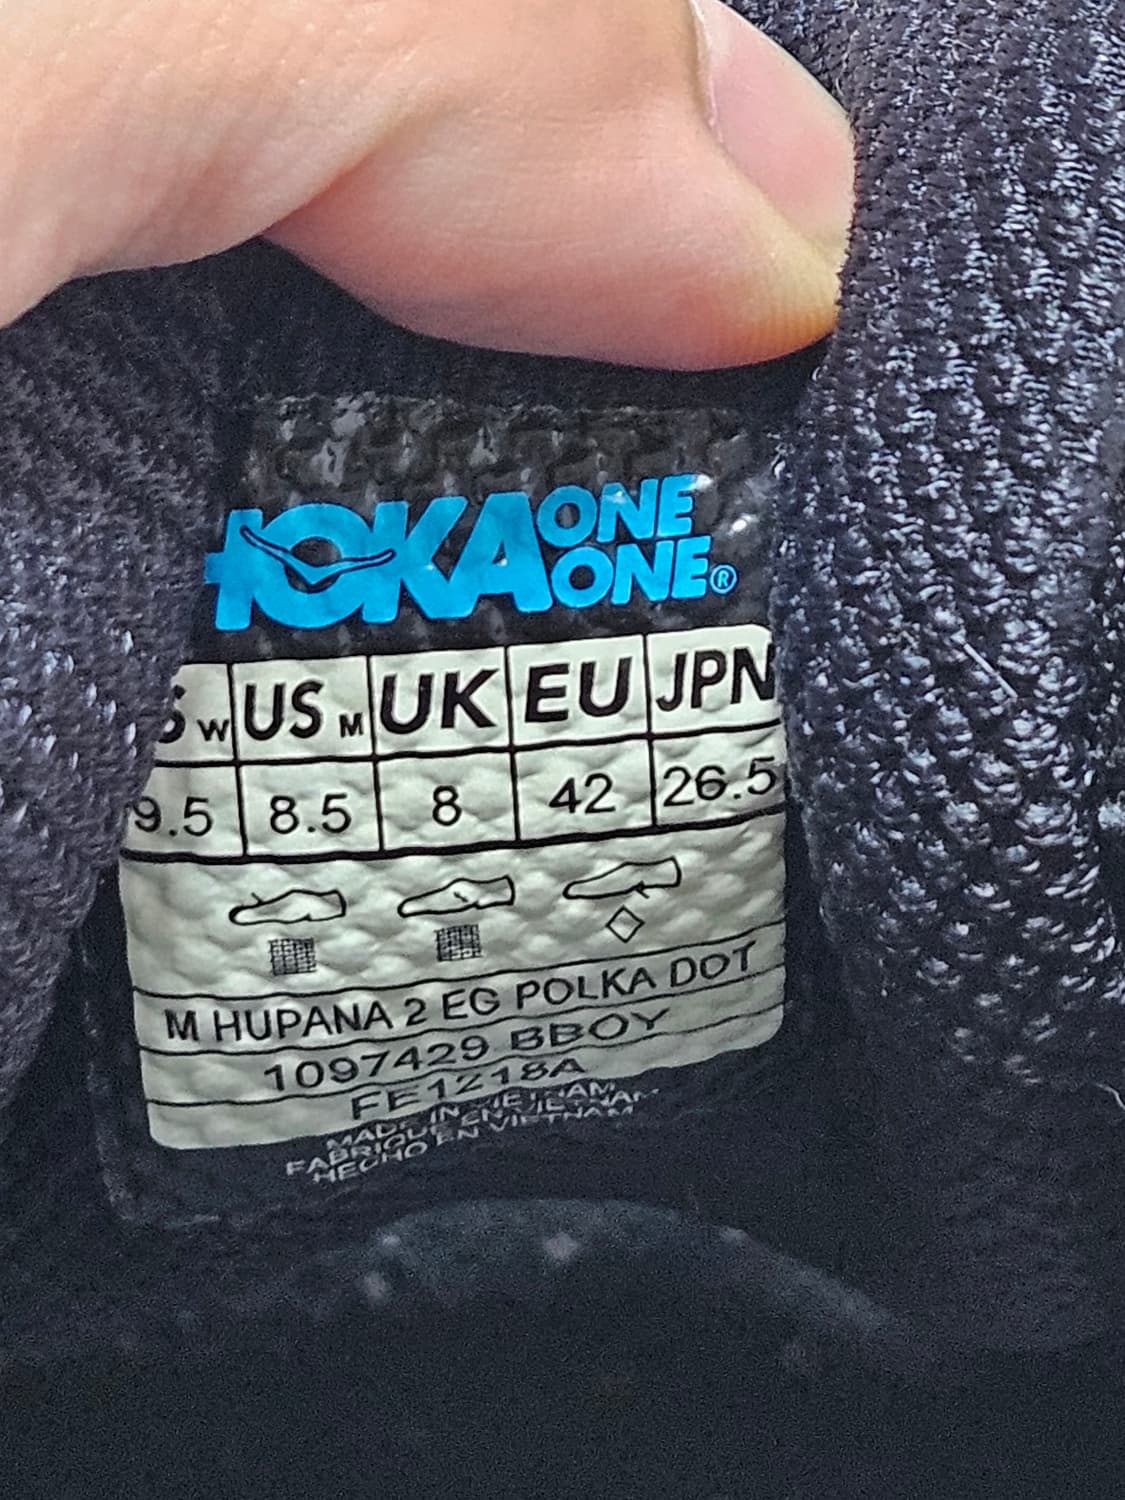 HOKA ONE ONE®
S W US M UK EU JPN
9.5 8.5 8 42 26.5
M HUPANA 2 EG POLKA DOT
1097429 BBOY
FE1218A
MADE IN VIETNAM
FABRIQUE EN VIETNAM
HECHO EN VIETNAM